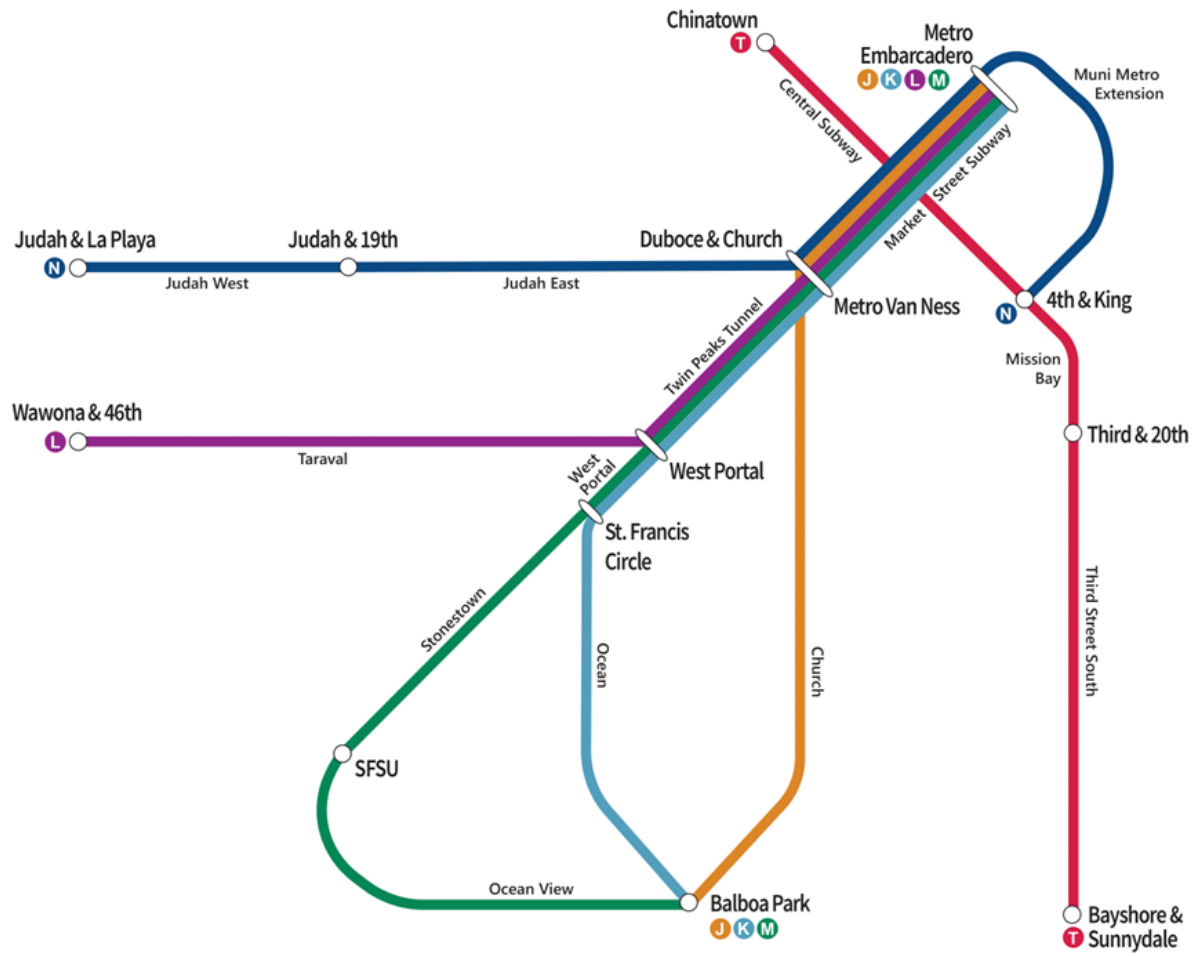 Chinatown
T
Metro
Embarcadero
J K L M
Muni Metro
Extension
Central Subway
Market Street Subway
Judah & La Playa
N
Judah West
Judah & 19th
Judah East
Duboce & Church
Metro Van Ness
4th & King
N
Mission
Bay
Twin Peaks Tunnel
Wawona & 46th
L
Taraval
West
Portal
West Portal
Third & 20th
St. Francis
Circle
Stonestown
Ocean
Church
Third Street South
SFSU
Ocean View
Balboa Park
J K M
Bayshore &
T Sunnydale